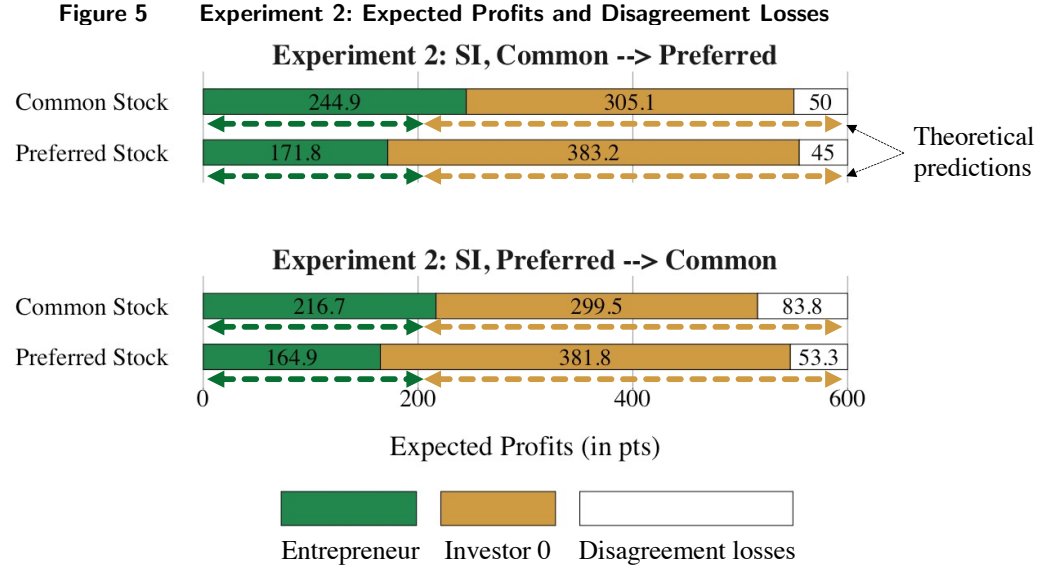 Figure 5 Experiment 2: Expected Profits and Disagreement Losses
Experiment 2: SI, Common --> Preferred
Common Stock 244.9 305.1 50
Preferred Stock 171.8 383.2 45
Theoretical
predictions
Experiment 2: SI, Preferred --> Common
Common Stock 216.7 299.5 83.8
Preferred Stock 164.9 381.8 53.3
0 200 400 600
Expected Profits (in pts)
Entrepreneur Investor 0 Disagreement losses